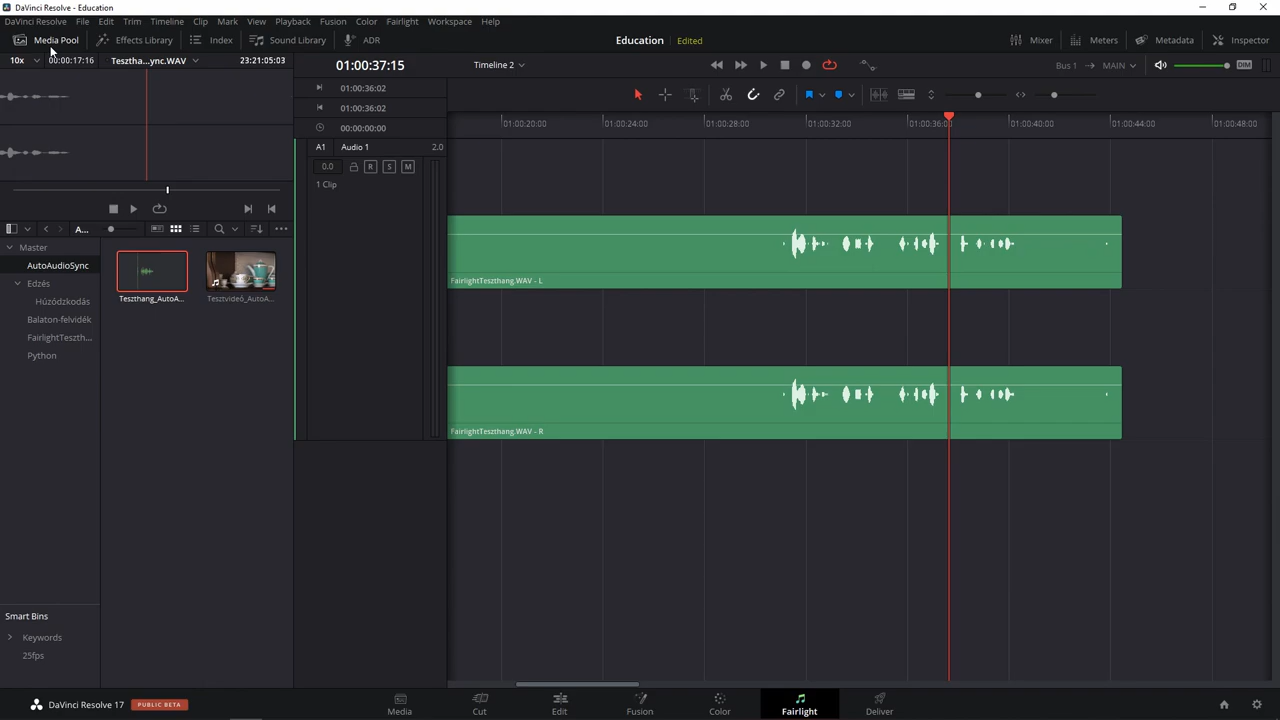 DaVinci Resolve - Education
DaVinci Resolve File Edit Trim Timeline Clip Mark View Playback Fusion Color Fairlight Workspace Help
Media Pool Effects Library Index Sound Library ADR Education Edited Mixer Meters Metadata Inspector
10x 00:00:17:16 Tesztha...ync.WAV 23:21:05:03 01:00:37:15 Timeline 2 Bus 1 MAIN DIM
01:00:36:02
01:00:36:02
01:00:20:00 01:00:24:00 01:00:28:00 01:00:32:00 01:00:36:00 01:00:40:00 01:00:44:00 01:00:48:00
00:00:00:00
A1 Audio 1 2.0
0.0 R S M
1 Clip
A...
Master
AutoAudioSync
Edzés
Húzódzkodás
Balaton-felvidék
FairlightTeszth...
Python
Teszthang_AutoA... Tesztvideó_AutoA...
FairlightTeszthang.WAV - L
FairlightTeszthang.WAV - R
Smart Bins
Keywords
25fps
DaVinci Resolve 17 PUBLIC BETA
Media Cut Edit Fusion Color Fairlight Deliver